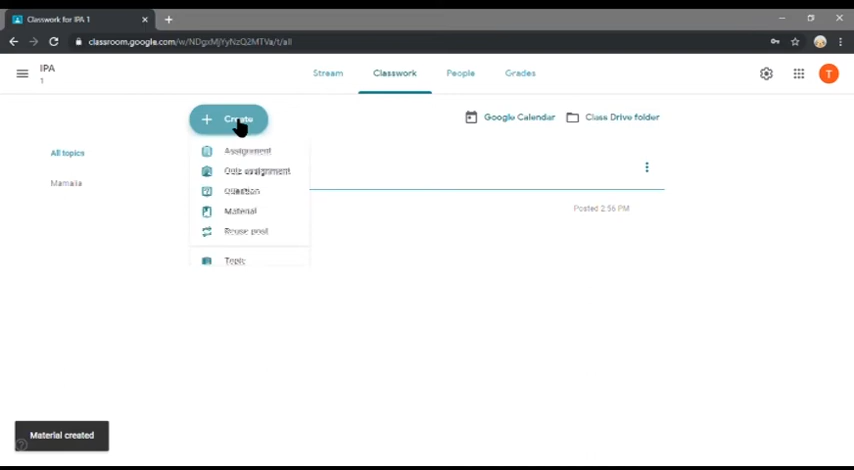 Classwork for IPA 1
classroom.google.com/w/NDgxMjYyNzQ2MTVa/t/all
IPA
1
Stream
Classwork
People
Grades
T
Create
Google Calendar
Class Drive folder
All topics
Mamalia
Assignment
Quiz assignment
Question
Material
Reuse post
Topic
Posted 2:56 PM
Material created